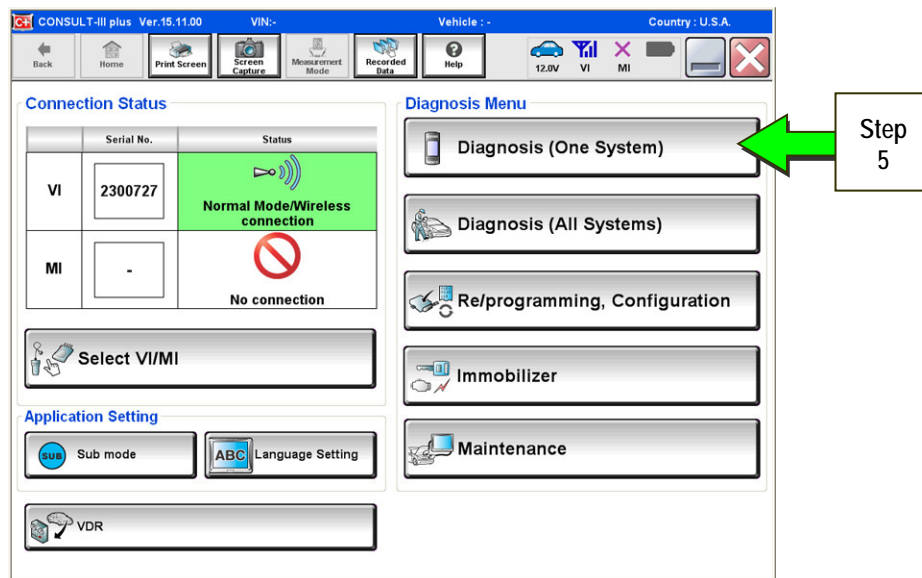 C+ CONSULT-III plus Ver.15.11.00 VIN:- Vehicle : - Country : U.S.A.
Back
Home
Print Screen
Screen
Capture
Measurement
Mode
Recorded
Data
Help
12.0V
VI
MI
Connection Status
Serial No. Status
VI 2300727
Normal Mode/Wireless
connection
MI -
No connection
Select VI/MI
Application Setting
SUB Sub mode
ABC Language Setting
VDR
Diagnosis Menu
Diagnosis (One System)
Diagnosis (All Systems)
Re/programming, Configuration
Immobilizer
Maintenance
Step
5